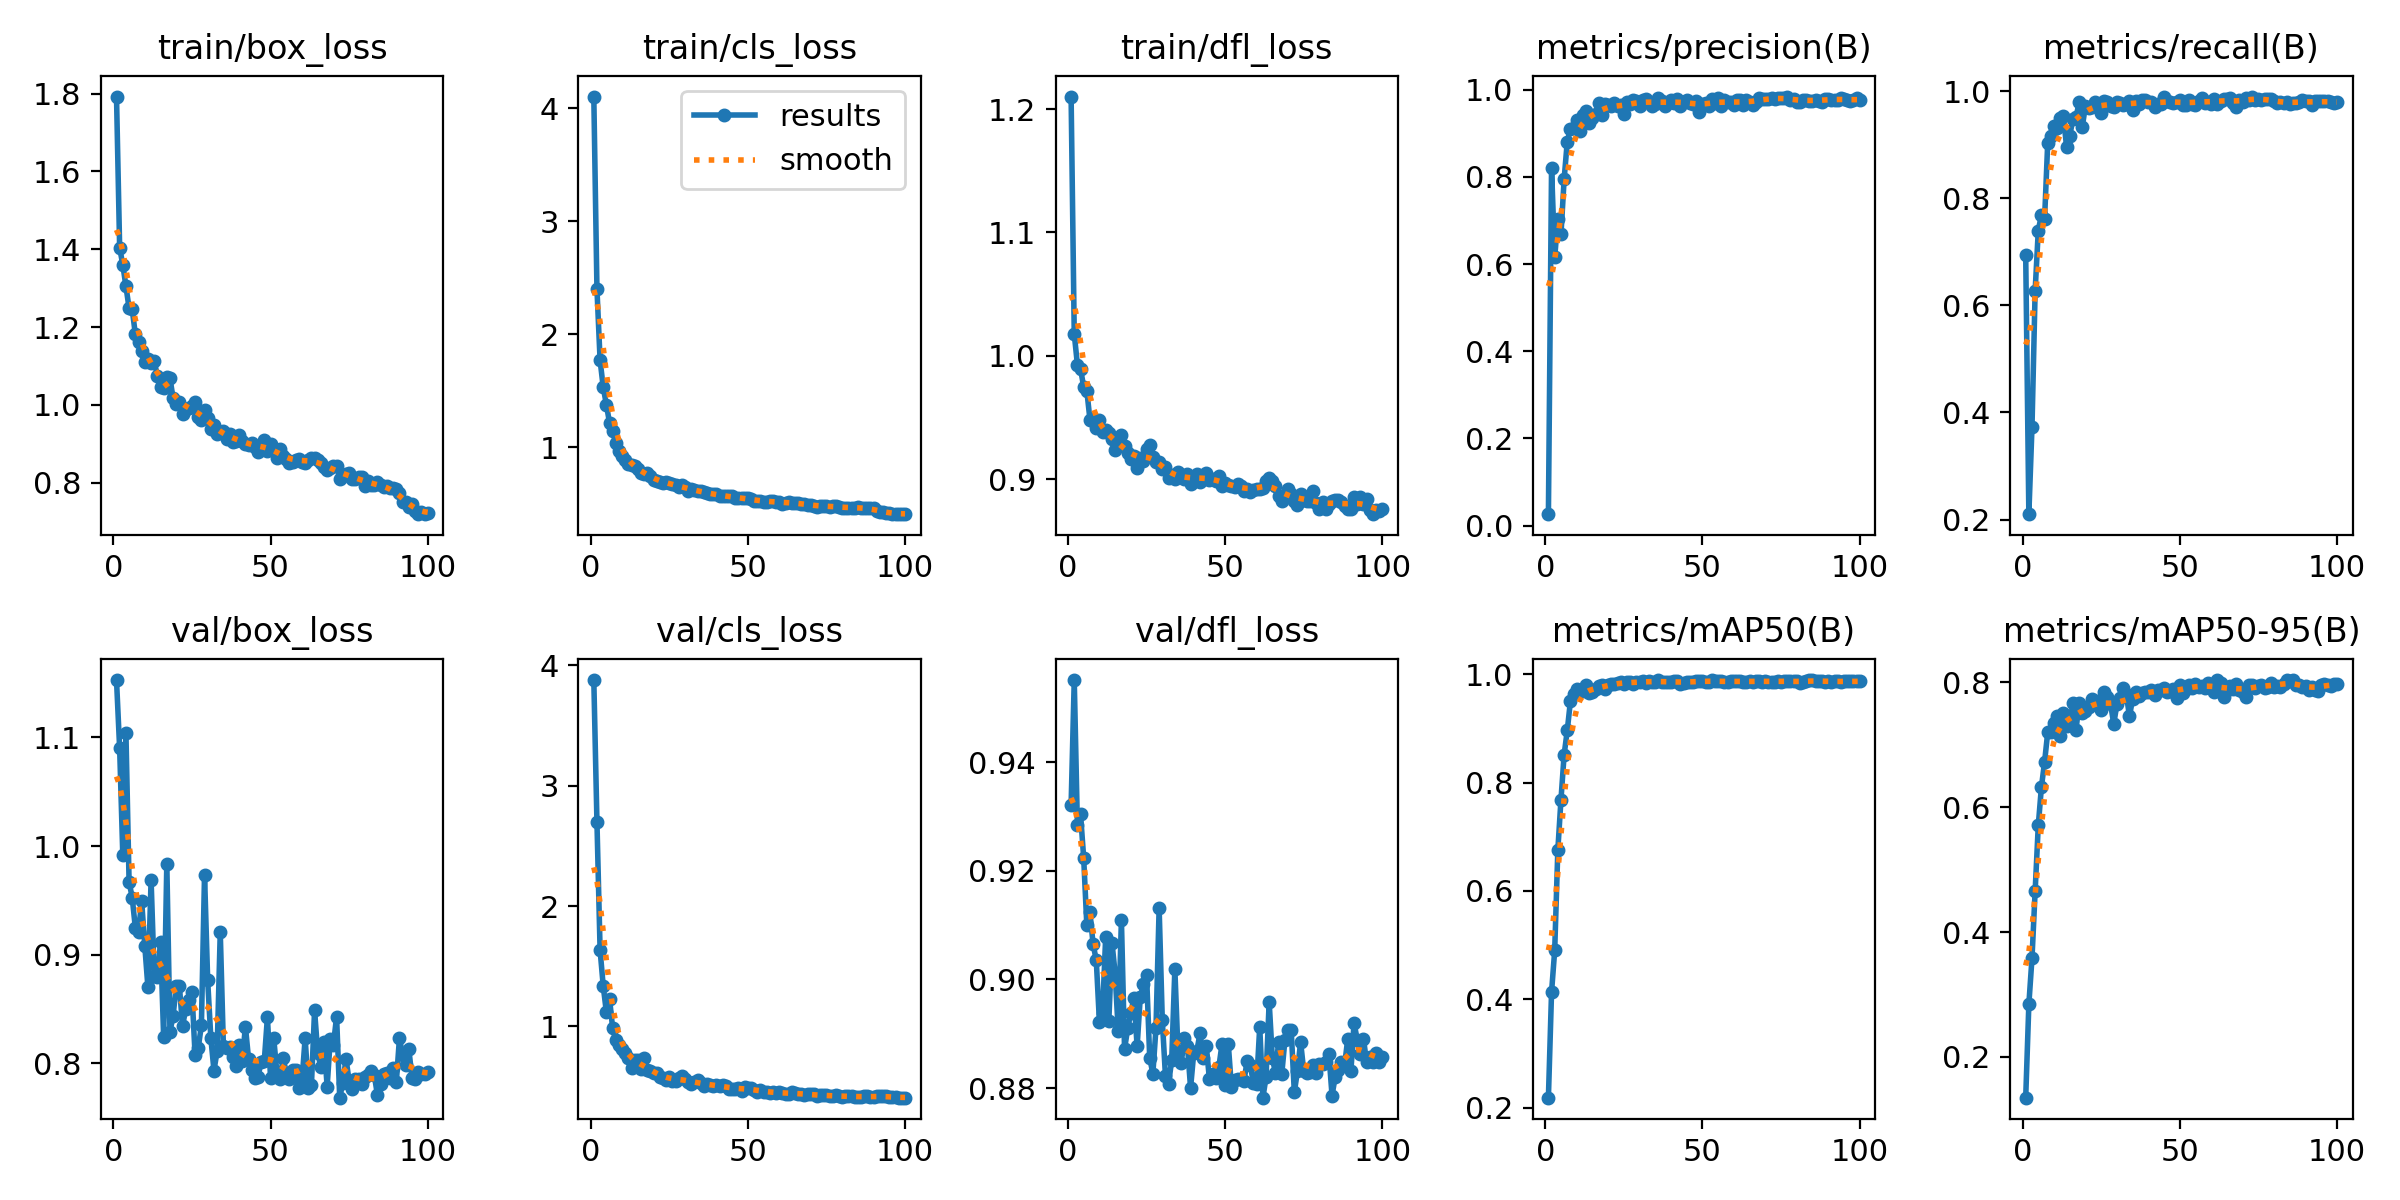 train/box_loss
1.8
1.6
1.4
1.2
1.0
0.8
0 50 100
train/cls_loss
results
smooth
4
3
2
1
0 50 100
train/dfl_loss
1.2
1.1
1.0
0.9
0 50 100
metrics/precision(B)
1.0
0.8
0.6
0.4
0.2
0.0
0 50 100
metrics/recall(B)
1.0
0.8
0.6
0.4
0.2
0 50 100
val/box_loss
1.1
1.0
0.9
0.8
0 50 100
val/cls_loss
4
3
2
1
0 50 100
val/dfl_loss
0.94
0.92
0.90
0.88
0 50 100
metrics/mAP50(B)
1.0
0.8
0.6
0.4
0.2
0 50 100
metrics/mAP50-95(B)
0.8
0.6
0.4
0.2
0 50 100